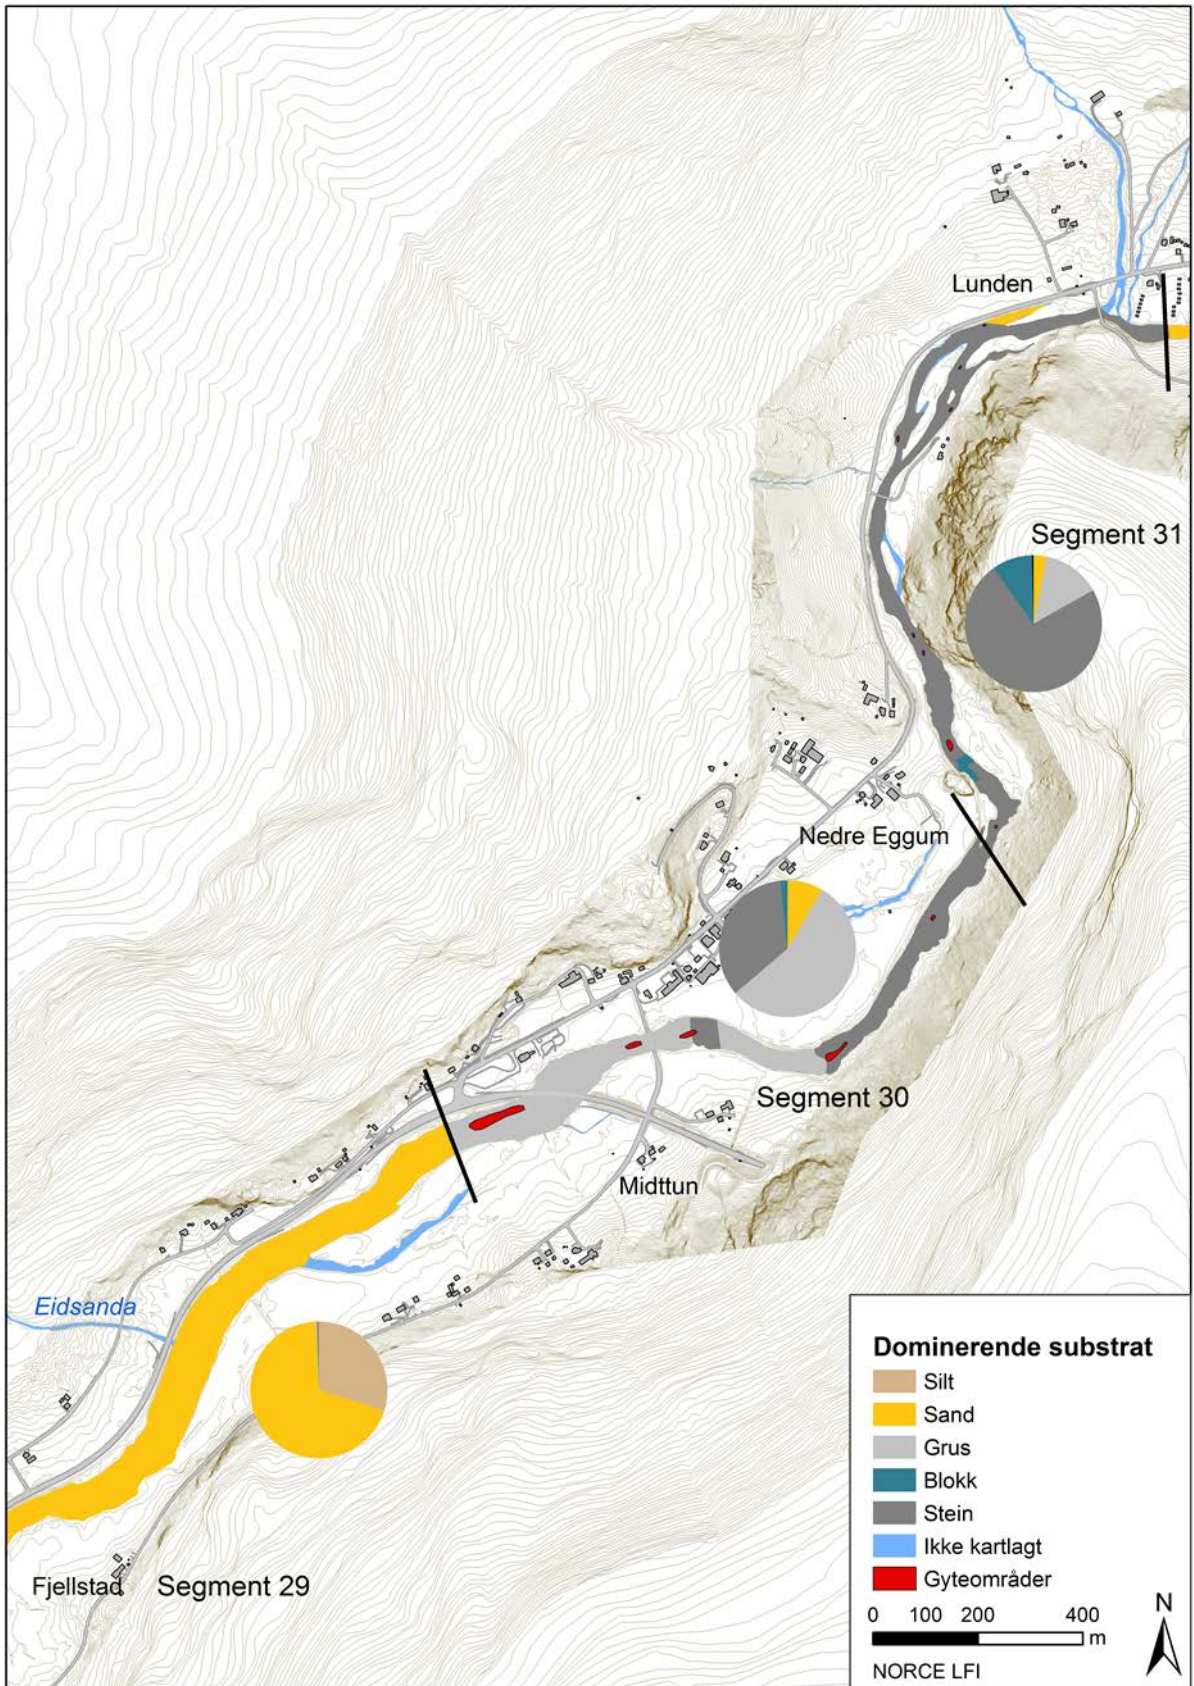 Lunden
Segment 31
Nedre Eggum
Segment 30
Midttun
Eidsanda
Fjellstad
Segment 29
Dominerende substrat
Silt
Sand
Grus
Blokk
Stein
Ikke kartlagt
Gyteområder
0 100 200 400
m
N
NORCE LFI